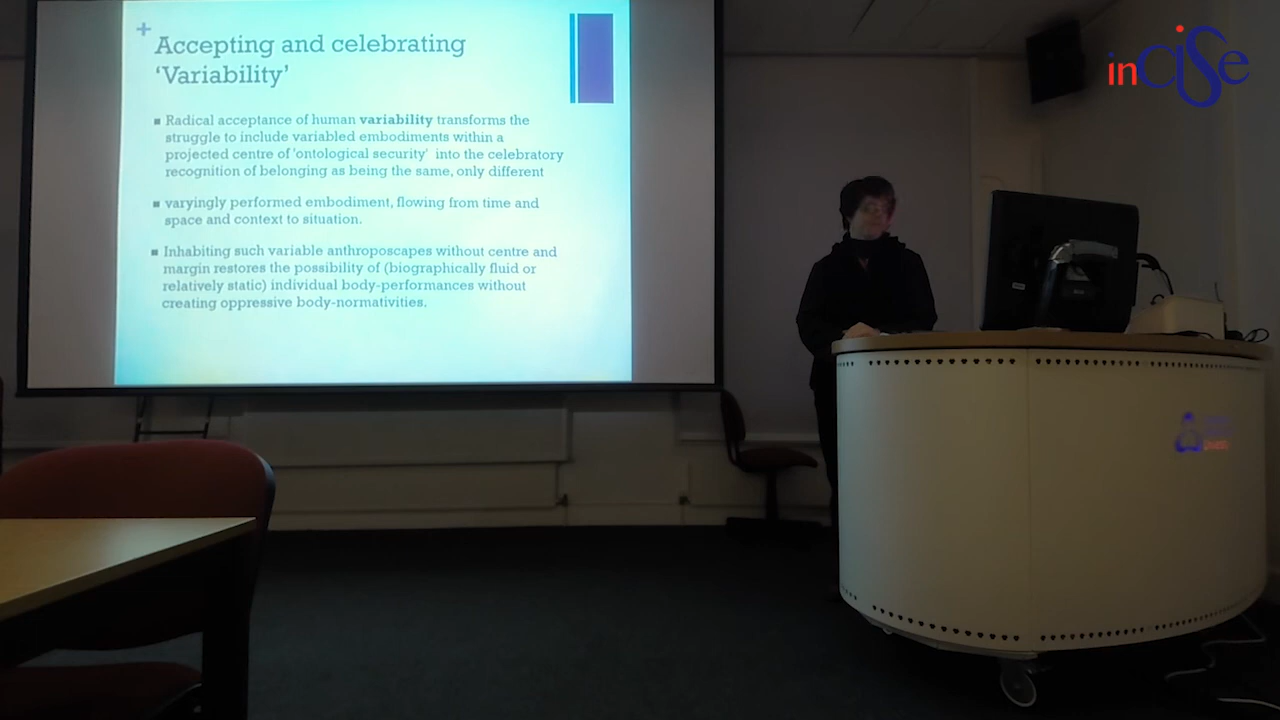 +
Accepting and celebrating
‘Variability’
Radical acceptance of human variability transforms the
struggle to include variabled embodiments within a
projected centre of 'ontological security' into the celebratory
recognition of belonging as being the same, only different
varyingly performed embodiment, flowing from time and
space and context to situation.
Inhabiting such variable anthroposcapes without centre and
margin restores the possibility of (biographically fluid or
relatively static) individual body-performances without
creating oppressive body-normativities.
inCiSe